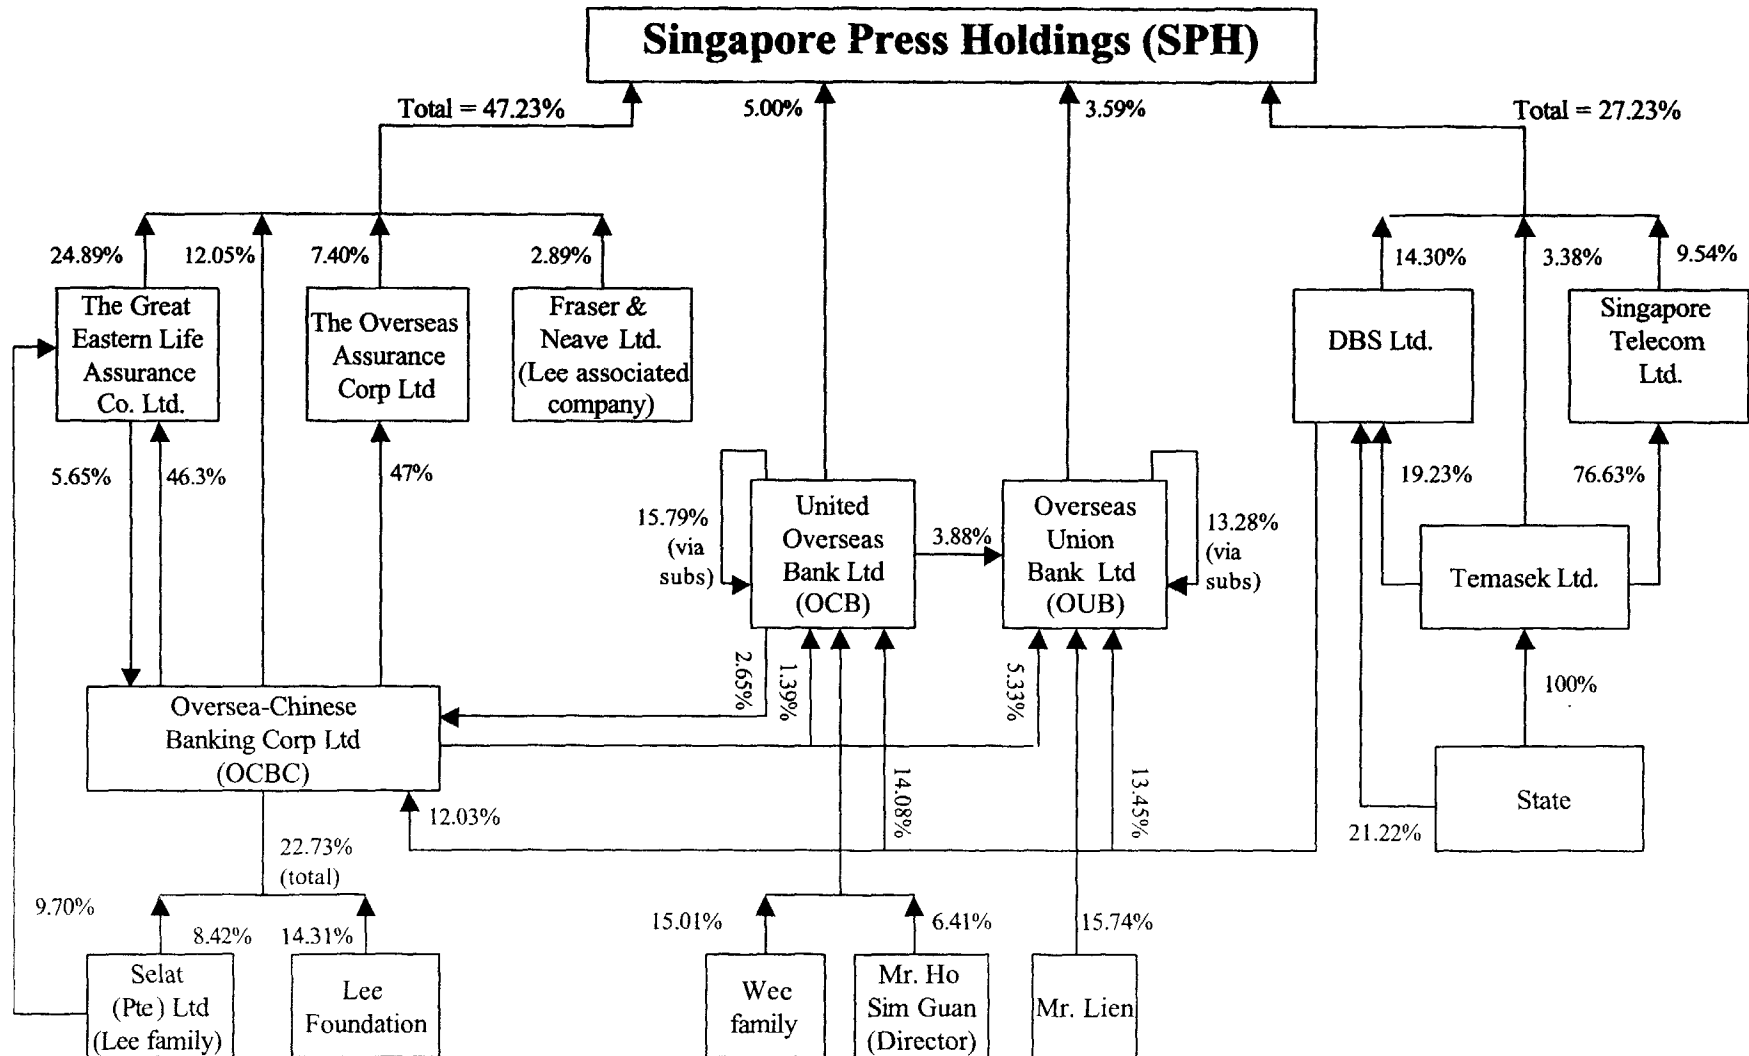 Singapore Press Holdings (SPH)
Total = 47.23%
5.00%
3.59%
Total = 27.23%
24.89%
12.05%
7.40%
2.89%
14.30%
3.38%
9.54%
The Great
Eastern Life
Assurance
Co. Ltd.
The Overseas
Assurance
Corp Ltd
Fraser &
Neave Ltd.
(Lee associated
company)
DBS Ltd.
Singapore
Telecom
Ltd.
5.65%
46.3%
47%
19.23%
76.63%
15.79%
(via
subs)
United
Overseas
Bank Ltd
(OCB)
3.88%
Overseas
Union
Bank Ltd
(OUB)
13.28%
(via
subs)
Temasek Ltd.
2.65%
1.39%
5.33%
100%
Oversea-Chinese
Banking Corp Ltd
(OCBC)
14.08%
13.45%
State
12.03%
21.22%
22.73%
(total)
9.70%
8.42%
14.31%
15.01%
6.41%
15.74%
Selat
(Pte) Ltd
(Lee family)
Lee
Foundation
Wee
family
Mr. Ho
Sim Guan
(Director)
Mr. Lien